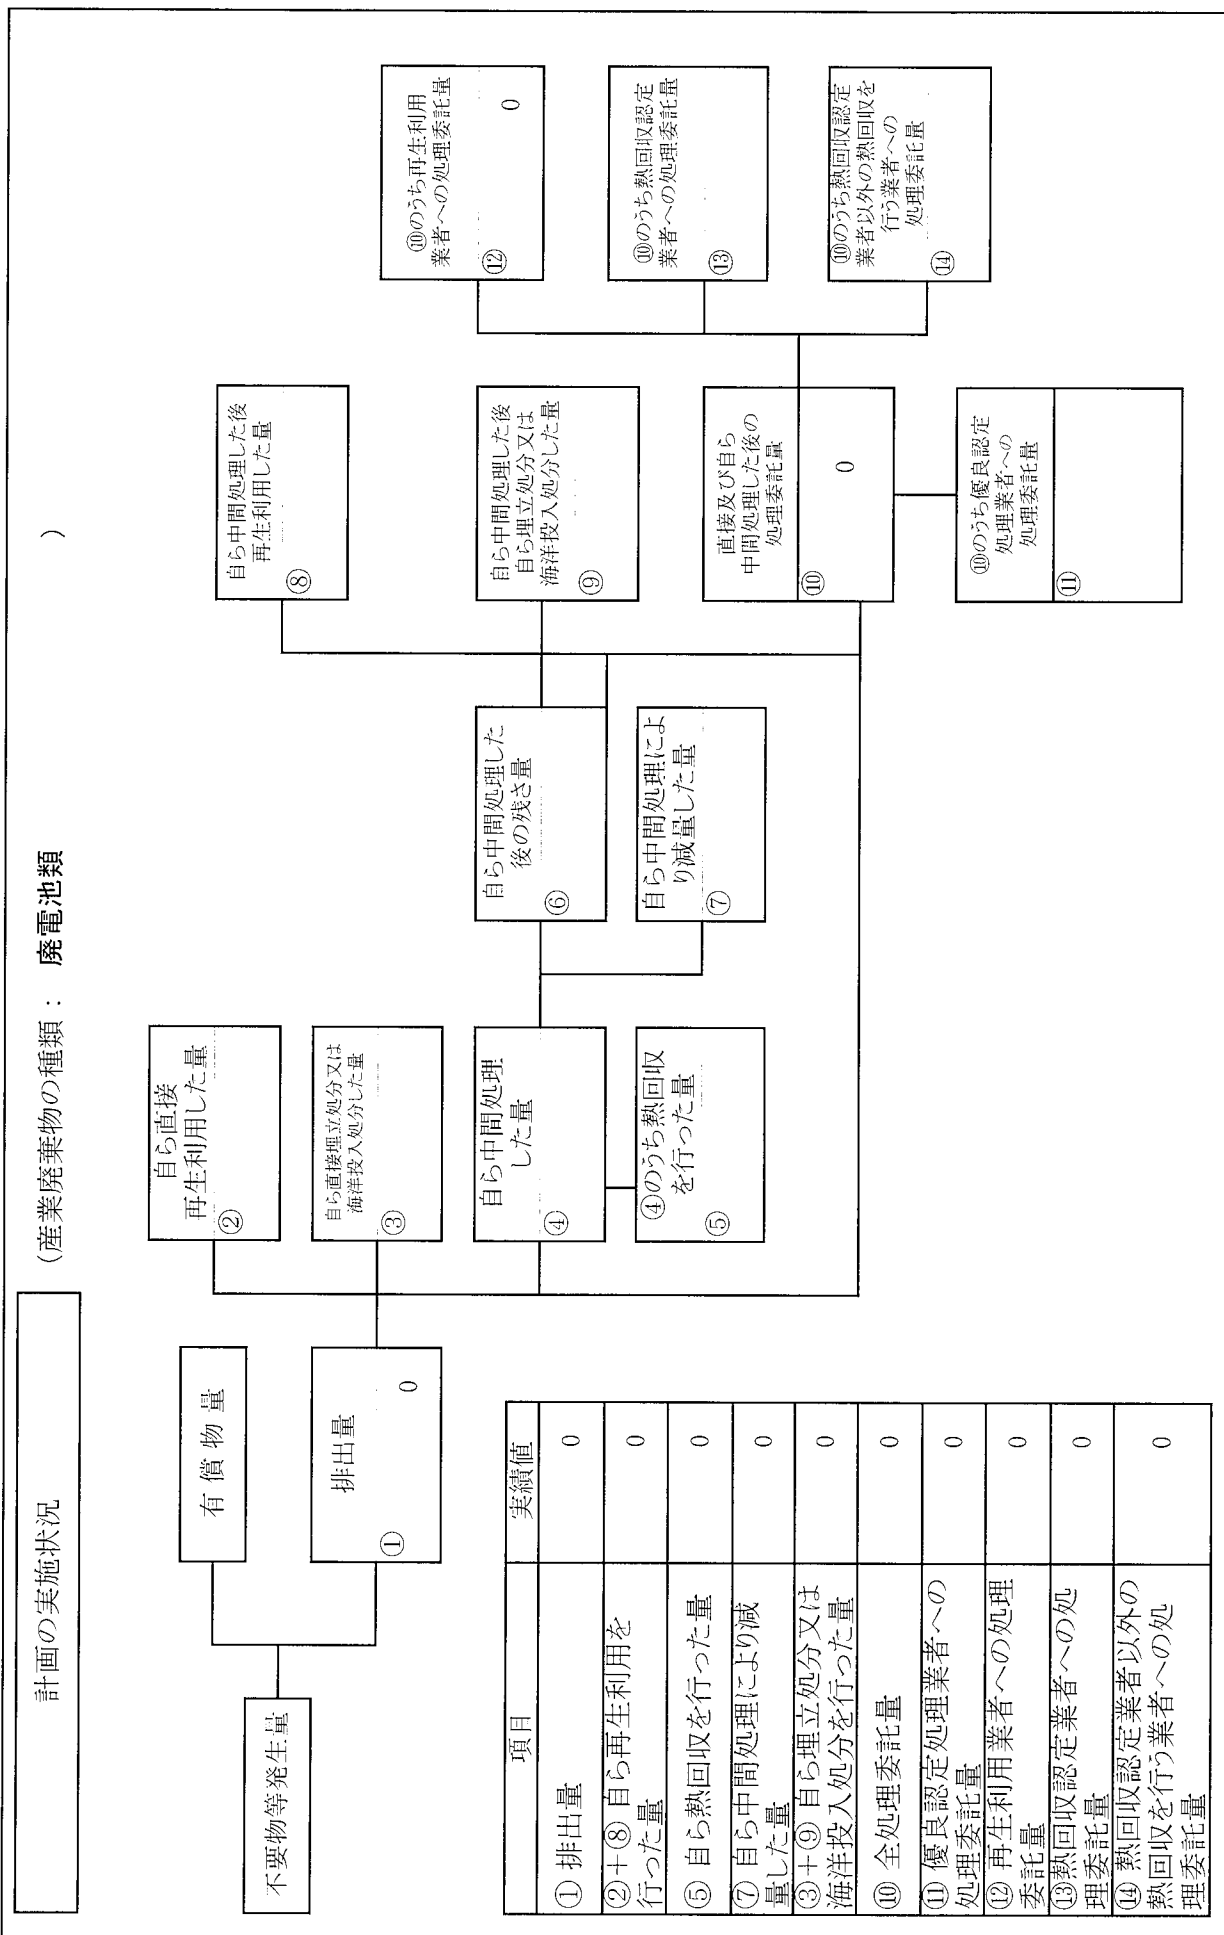 計画の実施状況
（産業廃棄物の種類： 廃電池類 ）
不要物等発生量
有償物量
排出量
①
0
自ら直接
再生利用した量
②
自ら直接埋立処分又は
海洋投入処分した量
③
自ら中間処理
した量
④
④のうち熱回収
を行った量
⑤
自ら中間処理した
後の残さ量
⑥
自ら中間処理によ
り減量した量
⑦
自ら中間処理した後
再生利用した量
⑧
自ら中間処理した後
自ら埋立処分又は
海洋投入処分した量
⑨
直接及び自ら
中間処理した後の
処理委託量
⑩
0
⑩のうち優良認定
処理業者への
処理委託量
⑪
⑩のうち再生利用
業者への処理委託量
⑫
0
⑩のうち熱回収認定
業者への処理委託量
⑬
⑩のうち熱回収認定
業者以外の熱回収を
行う業者への
処理委託量
⑭
項目 実績値
① 排出量 0
②＋⑧ 自ら再生利用を
行った量 0
⑤ 自ら熱回収を行った量 0
⑦ 自ら中間処理により減
量した量 0
③＋⑨ 自ら埋立処分又は
海洋投入処分を行った量 0
⑩ 全処理委託量 0
⑪ 優良認定処理業者への
処理委託量 0
⑫ 再生利用業者への処理
委託量 0
⑬熱回収認定業者への処
理委託量 0
⑭ 熱回収認定業者以外の
熱回収を行う業者への処
理委託量 0